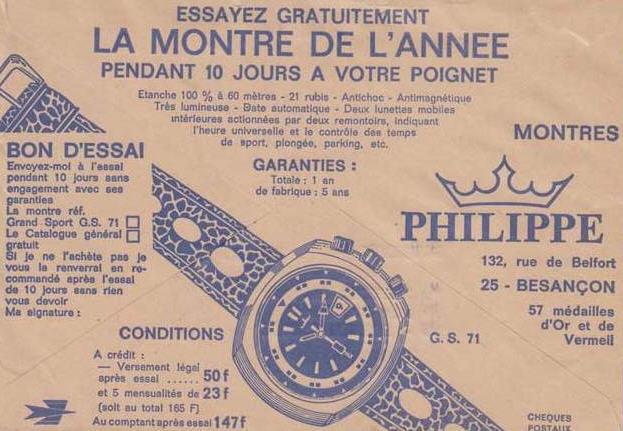 ESSAYEZ GRATUITEMENT
LA MONTRE DE L'ANNEE
PENDANT 10 JOURS A VOTRE POIGNET
Etanche 100 % à 60 mètres - 21 rubis - Antichoc - Antimagnétique
Très lumineuse - Date automatique - Deux lunettes mobiles
intérieures actionnées par deux remontoirs, indiquant
l'heure universelle et le contrôle des temps
de sport, plongée, parking, etc.
GARANTIES :
Totale : 1 an
de fabrique : 5 ans
BON D'ESSAI
Envoyez-moi à l'essai
pendant 10 jours sans
engagement avec ses
garanties
La montre réf.
Grand Sport G.S. 71
Le Catalogue général
gratuit
Si je ne l'achète pas je
vous la renverrai en re-
commandé après l'essai
de 10 jours sans rien
vous devoir
Ma signature :
MONTRES
PHILIPPE
132, rue de Belfort
25 - BESANÇON
57 médailles
d'Or et de
Vermeil
G. S. 71
CONDITIONS
A crédit :
— Versement légal
après essai ...... 50 f
et 5 mensualités de 23 f
(soit au total 165 F)
Au comptant après essai 147 f
CHEQUES
POSTAUX